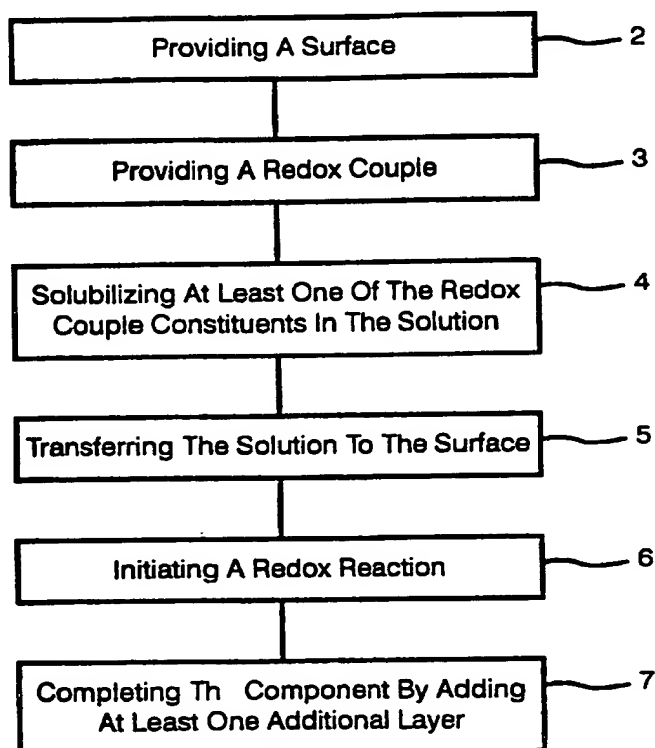 Providing A Surface
2
Providing A Redox Couple
3
Solubilizing At Least One Of The Redox
Couple Constituents In The Solution
4
Transferring The Solution To The Surface
5
Initiating A Redox Reaction
6
Completing Th Component By Adding
At Least One Additional Layer
7